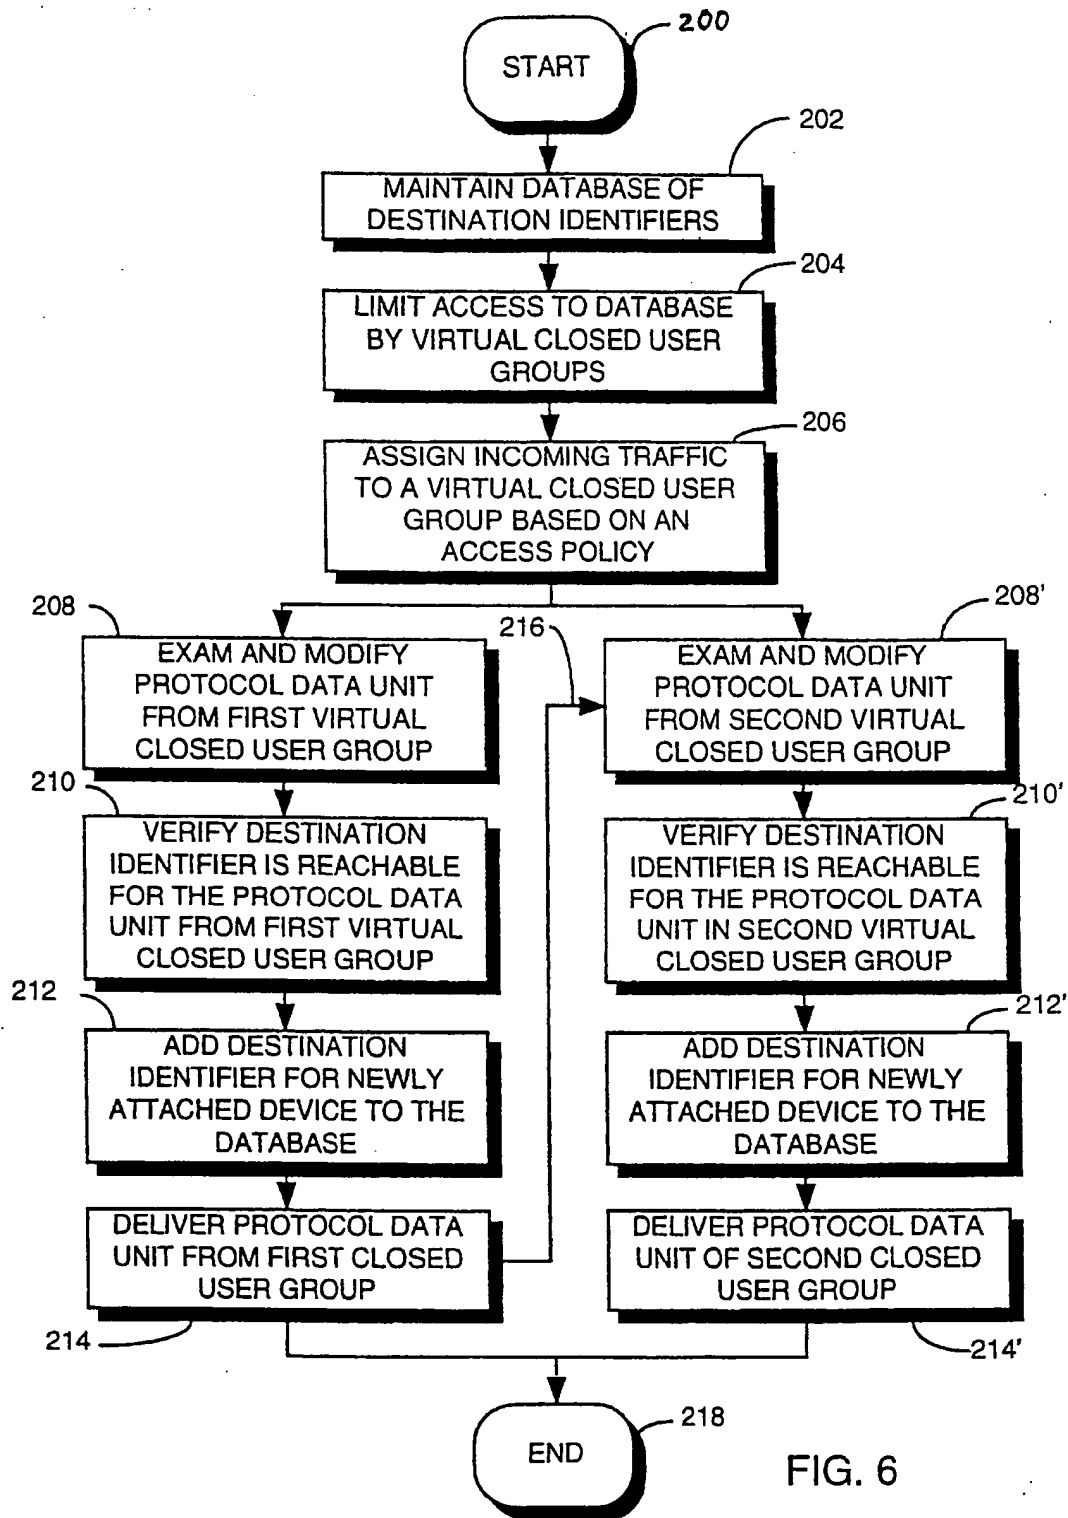 200
START
202
MAINTAIN DATABASE OF
DESTINATION IDENTIFIERS
204
LIMIT ACCESS TO DATABASE
BY VIRTUAL CLOSED USER
GROUPS
206
ASSIGN INCOMING TRAFFIC
TO A VIRTUAL CLOSED USER
GROUP BASED ON AN
ACCESS POLICY
208
EXAM AND MODIFY
PROTOCOL DATA UNIT
FROM FIRST VIRTUAL
CLOSED USER GROUP
216
208'
EXAM AND MODIFY
PROTOCOL DATA UNIT
FROM SECOND VIRTUAL
CLOSED USER GROUP
210
VERIFY DESTINATION
IDENTIFIER IS REACHABLE
FOR THE PROTOCOL DATA
UNIT FROM FIRST VIRTUAL
CLOSED USER GROUP
210'
VERIFY DESTINATION
IDENTIFIER IS REACHABLE
FOR THE PROTOCOL DATA
UNIT IN SECOND VIRTUAL
CLOSED USER GROUP
212
ADD DESTINATION
IDENTIFIER FOR NEWLY
ATTACHED DEVICE TO THE
DATABASE
212'
ADD DESTINATION
IDENTIFIER FOR NEWLY
ATTACHED DEVICE TO THE
DATABASE
DELIVER PROTOCOL DATA
UNIT FROM FIRST CLOSED
USER GROUP
214
DELIVER PROTOCOL DATA
UNIT OF SECOND CLOSED
USER GROUP
214'
218
END
FIG. 6